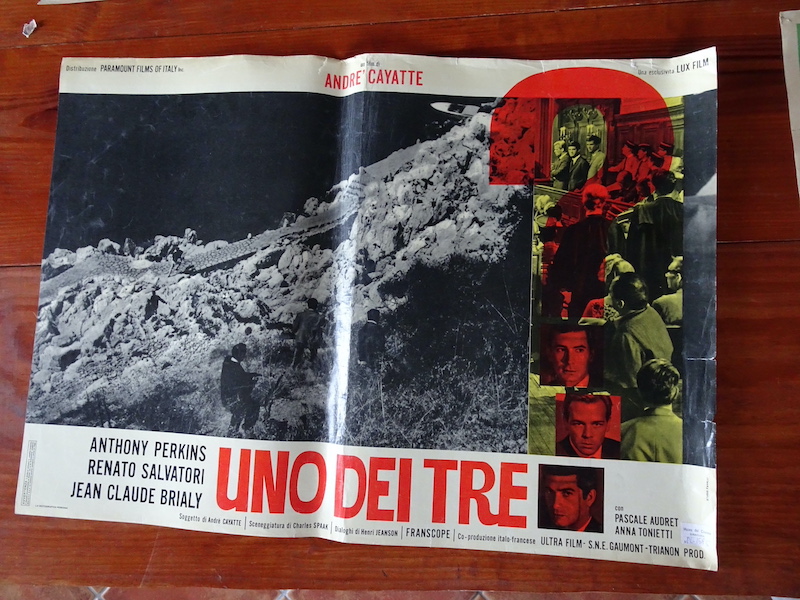 Distribuzione PARAMOUNT FILMS OF ITALY Inc.
un film di
ANDRE' CAYATTE
Una esclusività LUX FILM
ANTHONY PERKINS
RENATO SALVATORI
JEAN CLAUDE BRIALY
UNO DEI TRE
con
PASCALE AUDRET
ANNA TONIETTI
Soggetto di André CAYATTE | Sceneggiatura di Charles SPAAK | Dialoghi di Henri JEANSON | FRANSCOPE | Co-produzione italo-francese ULTRA FILM - S.N.E. GAUMONT - TRIANON PROD.